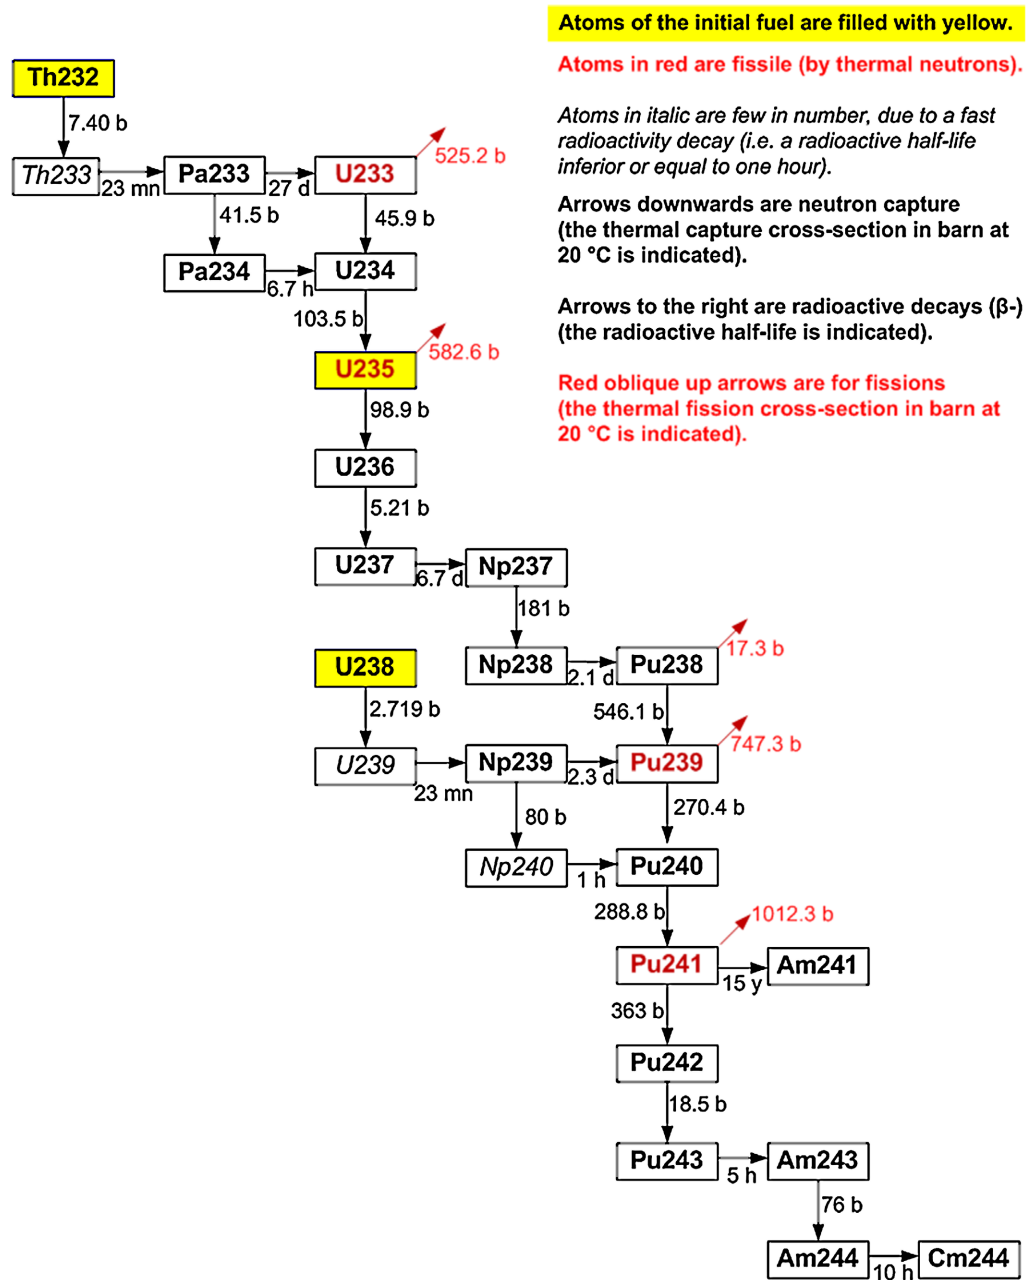 Atoms of the initial fuel are filled with yellow.
Atoms in red are fissile (by thermal neutrons).
Atoms in italic are few in number, due to a fast
radioactivity decay (i.e. a radioactive half-life
inferior or equal to one hour).
Arrows downwards are neutron capture
(the thermal capture cross-section in barn at
20 °C is indicated).
Arrows to the right are radioactive decays (β-)
(the radioactive half-life is indicated).
Red oblique up arrows are for fissions
(the thermal fission cross-section in barn at
20 °C is indicated).
Th232
7.40 b
525.2 b
Th233
23 mn
Pa233
27 d
U233
41.5 b
45.9 b
Pa234
6.7 h
U234
103.5 b
582.6 b
U235
98.9 b
U236
5.21 b
U237
6.7 d
Np237
181 b
17.3 b
U238
Np238
2.1 d
Pu238
2.719 b
546.1 b
747.3 b
U239
23 mn
Np239
2.3 d
Pu239
80 b
270.4 b
Np240
1 h
Pu240
288.8 b
1012.3 b
Pu241
15 y
Am241
363 b
Pu242
18.5 b
Pu243
5 h
Am243
76 b
Am244
10 h
Cm244